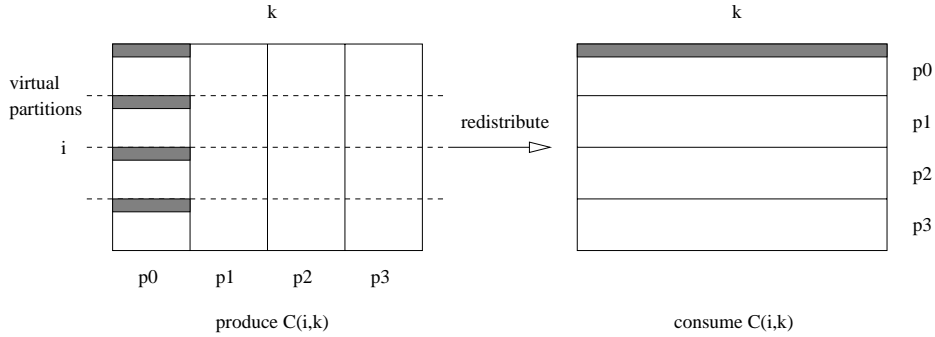 k
k
virtual
partitions
i
redistribute
p0
p1
p2
p3
p0
p1
p2
p3
produce C(i,k)
consume C(i,k)